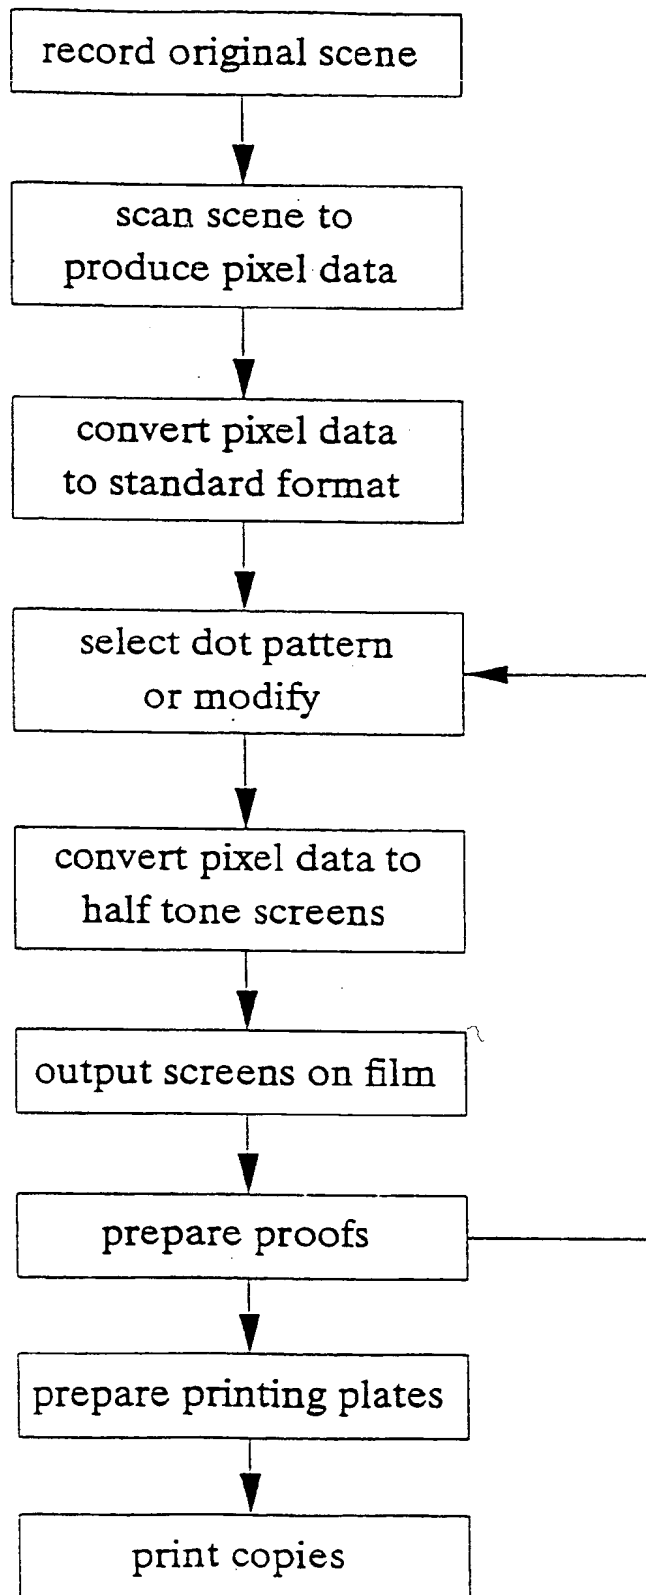 record original scene
scan scene to
produce pixel data
convert pixel data
to standard format
select dot pattern
or modify
convert pixel data to
half tone screens
output screens on film
prepare proofs
prepare printing plates
print copies